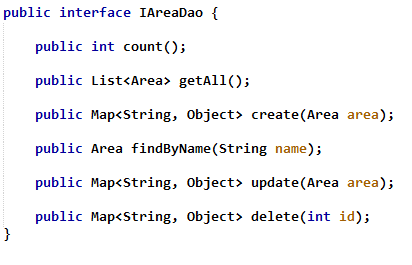 public interface IAreaDao {
public int count();
public List<Area> getAll();
public Map<String, Object> create(Area area);
public Area findByName(String name);
public Map<String, Object> update(Area area);
public Map<String, Object> delete(int id);
}